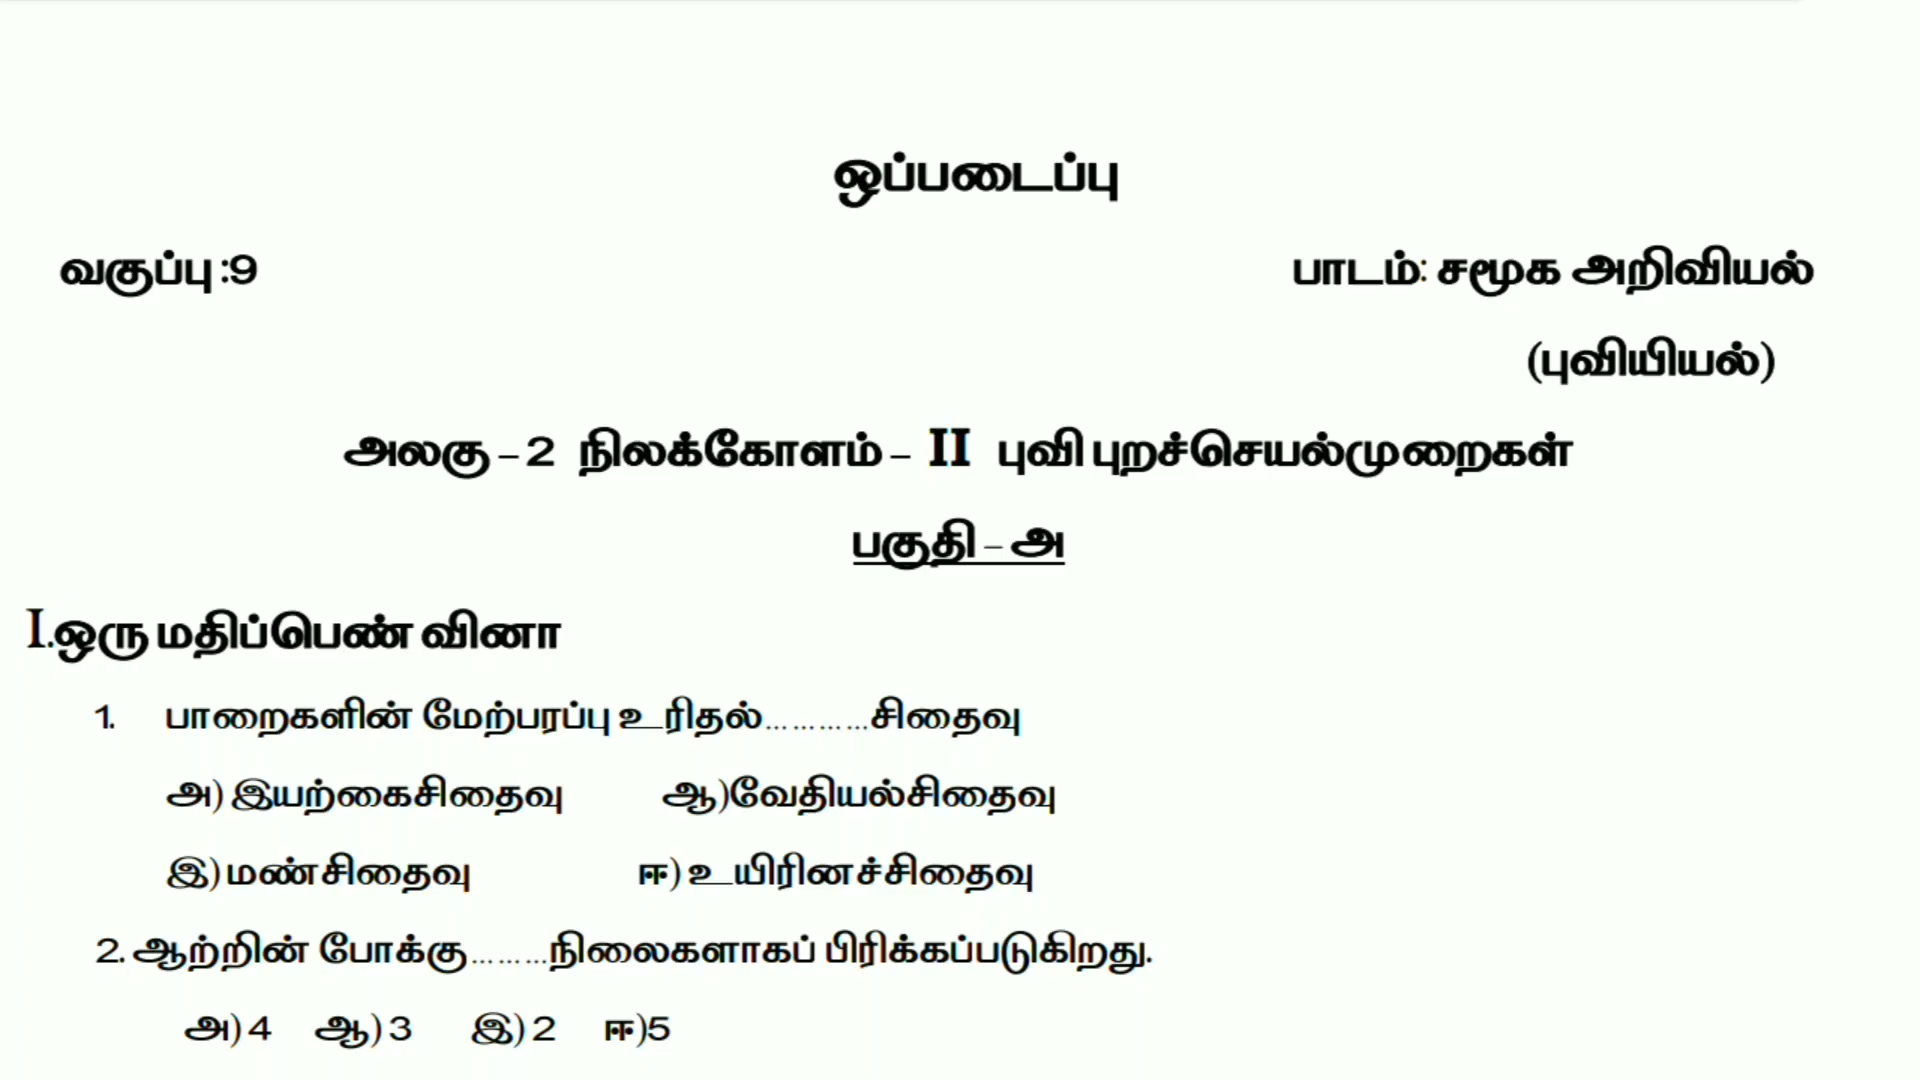 ஒப்படைப்பு
வகுப்பு :9 பாடம்: சமூக அறிவியல்
(புவியியல்)
அலகு – 2 நிலக்கோளம் – II புவி புறச்செயல்முறைகள்
பகுதி – அ
I.ஒரு மதிப்பெண் வினா
1. பாறைகளின் மேற்பரப்பு உரிதல்............சிதைவு
அ) இயற்கைசிதைவு ஆ)வேதியல்சிதைவு
இ) மண்சிதைவு ஈ) உயிரினச்சிதைவு
2. ஆற்றின் போக்கு.........நிலைகளாகப் பிரிக்கப்படுகிறது.
அ) 4 ஆ) 3 இ) 2 ஈ)5